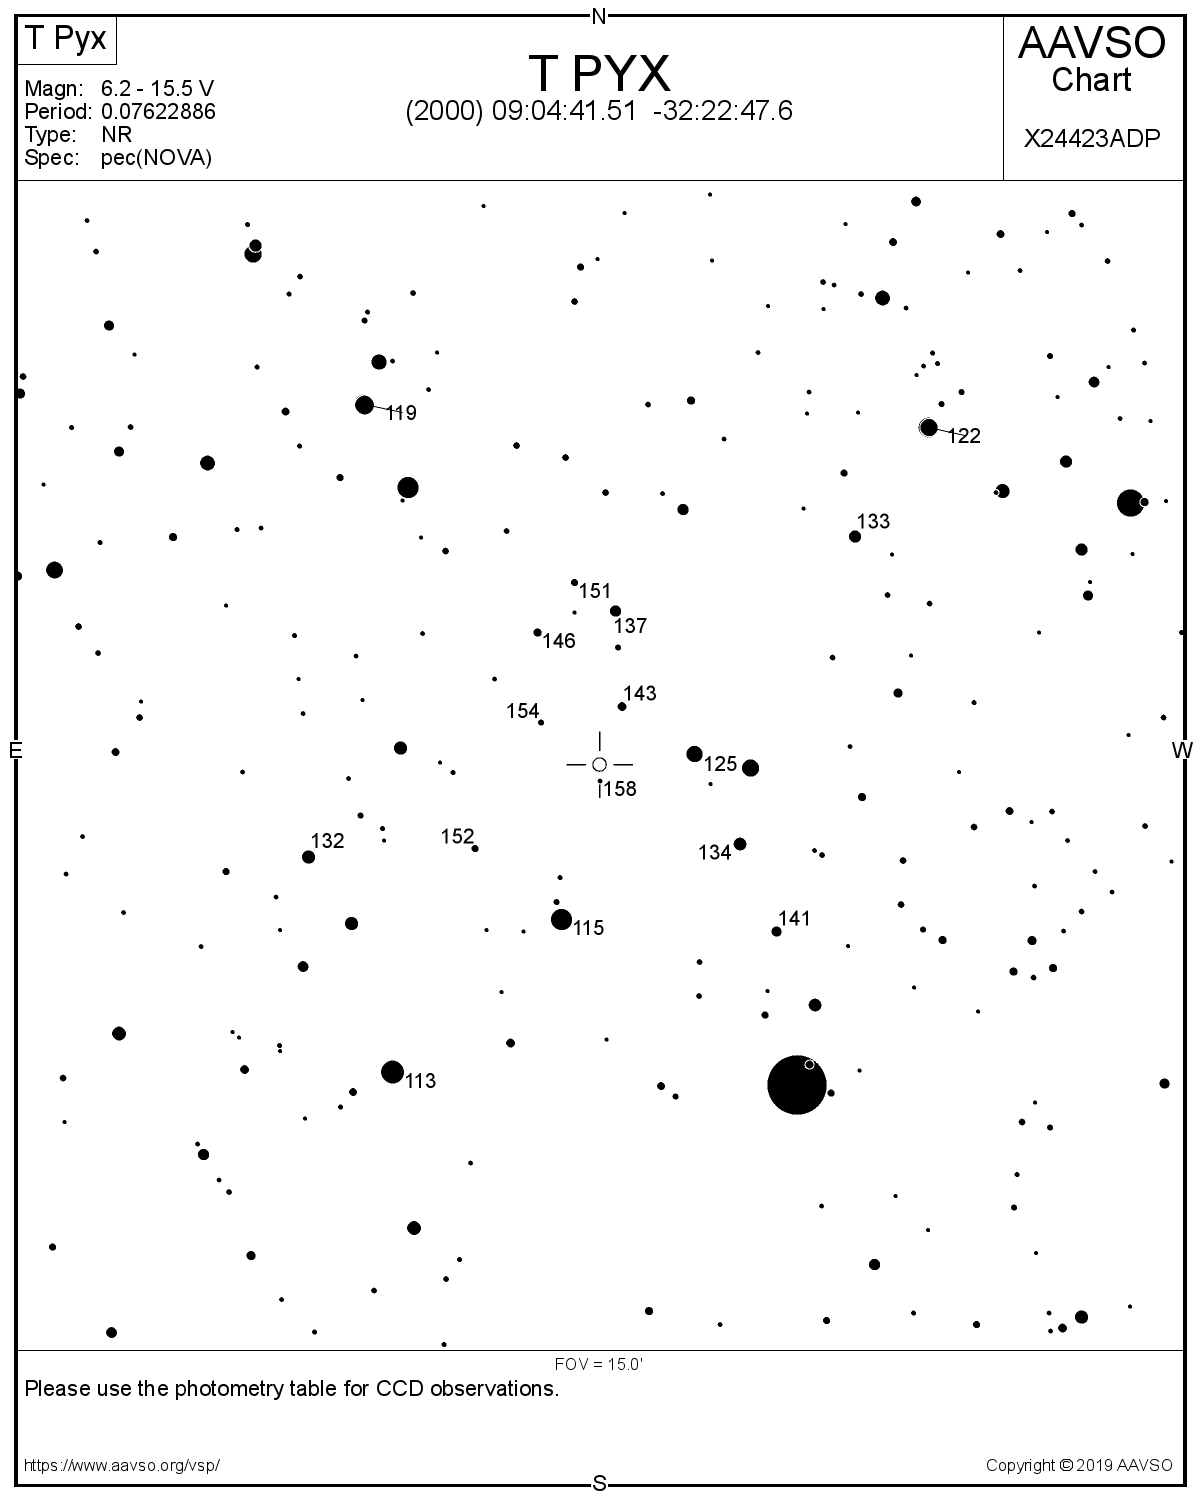 N
T Pyx
Magn: 6.2 - 15.5 V
Period: 0.07622886
Type: NR
Spec: pec(NOVA)
T PYX
(2000) 09:04:41.51 -32:22:47.6
AAVSO
Chart
X24423ADP
119
122
133
151
137
146
143
154
E
W
125
158
132
152
134
115
141
113
FOV = 15.0'
Please use the photometry table for CCD observations.
https://www.aavso.org/vsp/
Copyright © 2019 AAVSO
S